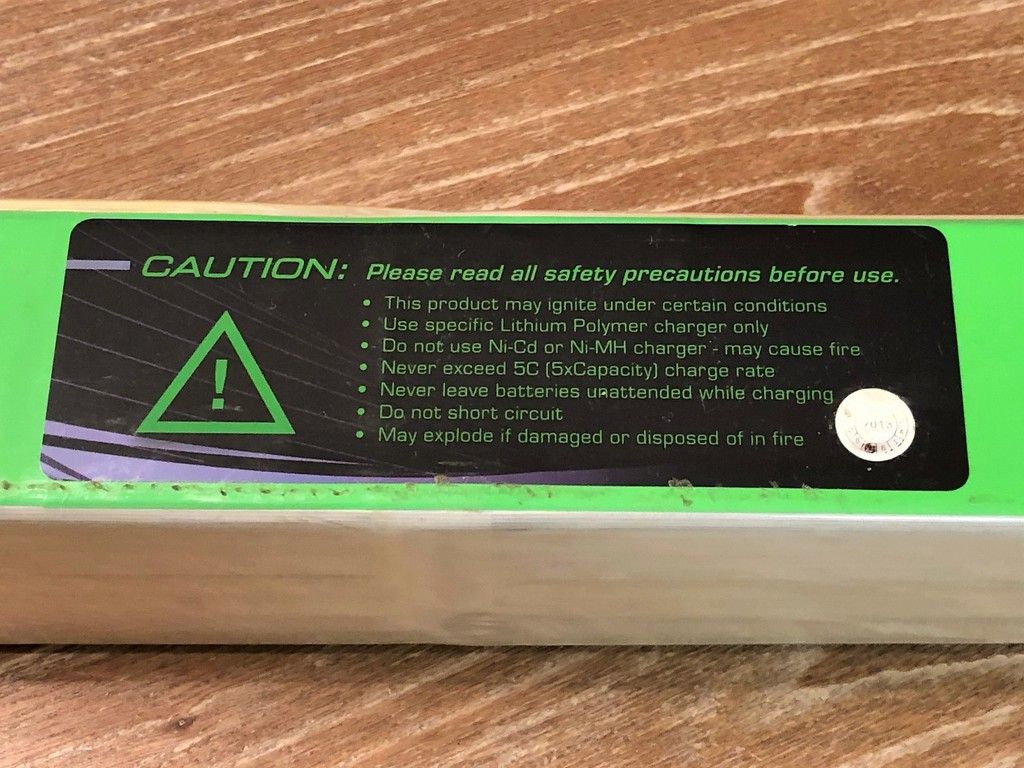 CAUTION: Please read all safety precautions before use.
• This product may ignite under certain conditions
• Use specific Lithium Polymer charger only
• Do not use Ni-Cd or Ni-MH charger - may cause fire
• Never exceed 5C (5xCapacity) charge rate
• Never leave batteries unattended while charging
• Do not short circuit
• May explode if damaged or disposed of in fire
!
2013